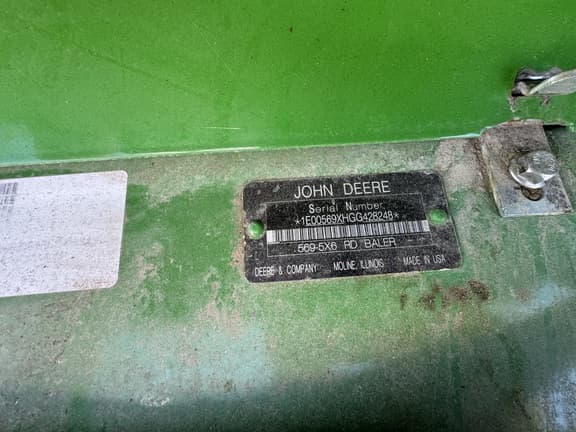 JOHN DEERE
Serial Number
*1E00569XHGG428248*
569-5X6 RD. BALER
DEERE & COMPANY MOLINE, ILLINOIS MADE IN USA